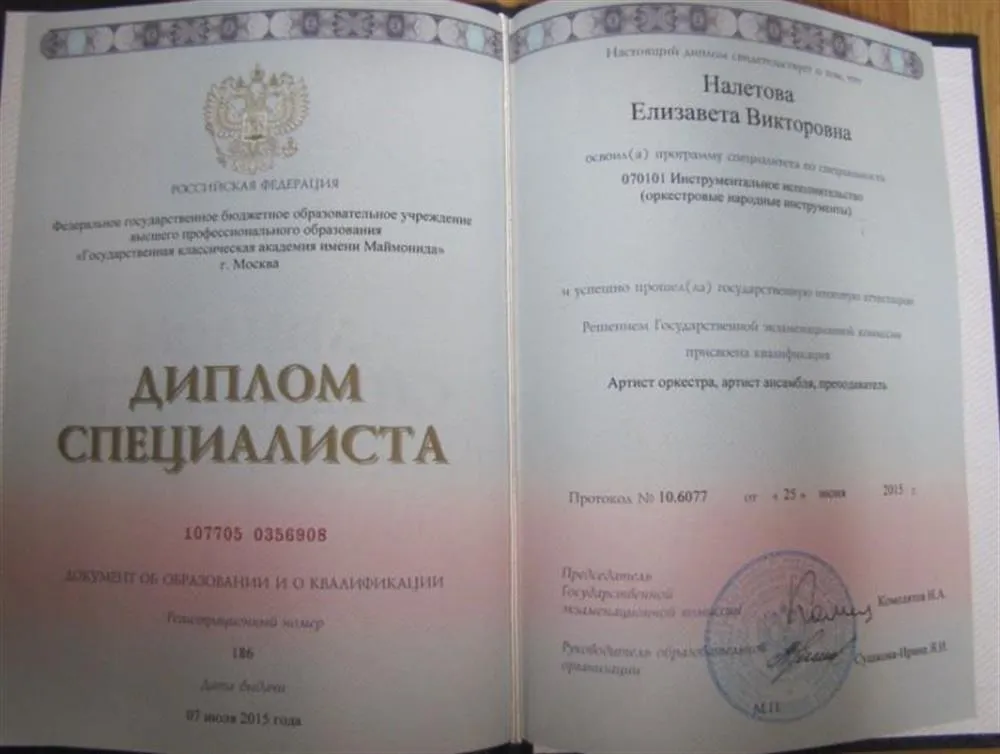 РОССИЙСКАЯ ФЕДЕРАЦИЯ
Федеральное государственное бюджетное образовательное учреждение
высшего профессионального образования
«Государственная классическая академия имени Маймонида»
г. Москва
ДИПЛОМ
СПЕЦИАЛИСТА
107705 0356908
ДОКУМЕНТ ОБ ОБРАЗОВАНИИ И О КВАЛИФИКАЦИИ
Регистрационный номер
186
Дата выдачи
07 июля 2015 года
Настоящий диплом свидетельствует о том, что
Налетова
Елизавета Викторовна
освоил(а) программу специалитета по специальности
070101 Инструментальное исполнительство
(оркестровые народные инструменты)
и успешно прошел(ла) государственную итоговую аттестацию
Решением Государственной экзаменационной комиссии
присвоена квалификация
Артист оркестра, артист ансамбля, преподаватель
Протокол № 10.6077 от « 25 » июня 2015 г.
Председатель
Государственной
экзаменационной комиссии
Н.А.
Руководитель образовательной
организации
Сушкова-Ирина Я.И.
М.П.